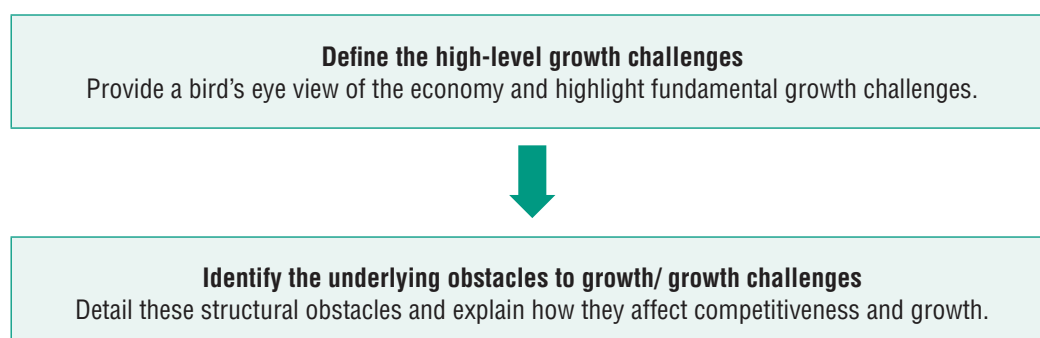 Define the high-level growth challenges
Provide a bird’s eye view of the economy and highlight fundamental growth challenges.
Identify the underlying obstacles to growth/ growth challenges
Detail these structural obstacles and explain how they affect competitiveness and growth.